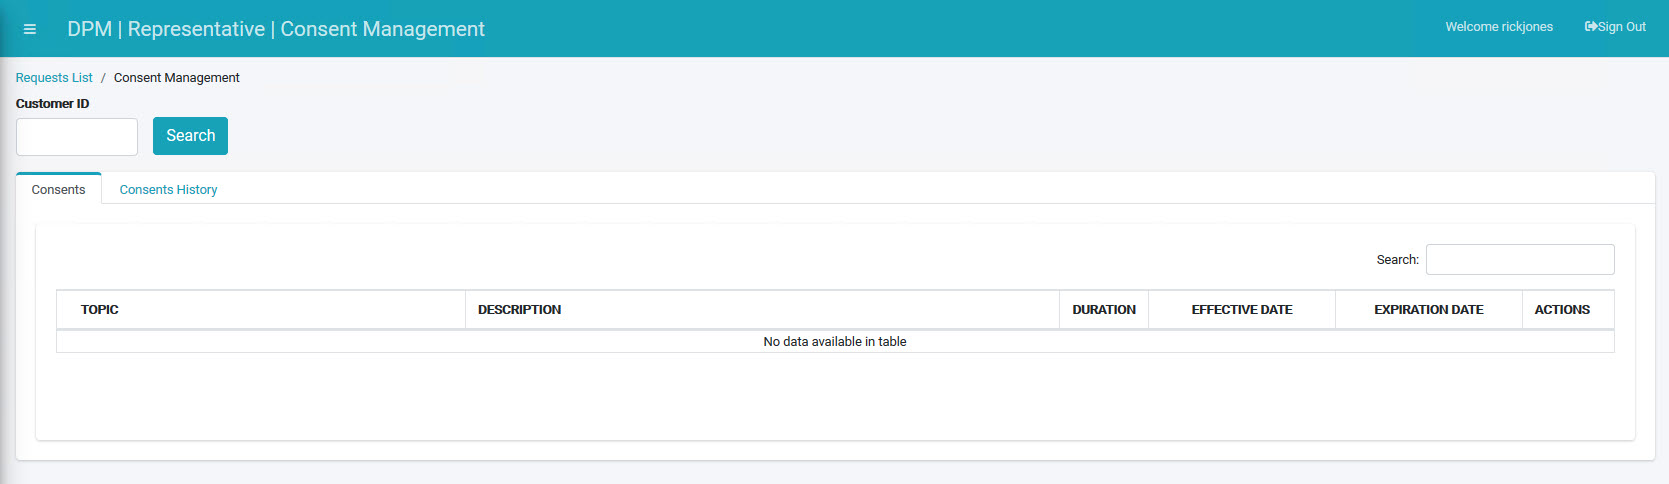 DPM | Representative | Consent Management
Welcome rickjones
Sign Out
Requests List / Consent Management
Customer ID
Search
Consents
Consents History
Search:
TOPIC DESCRIPTION DURATION EFFECTIVE DATE EXPIRATION DATE ACTIONS
No data available in table